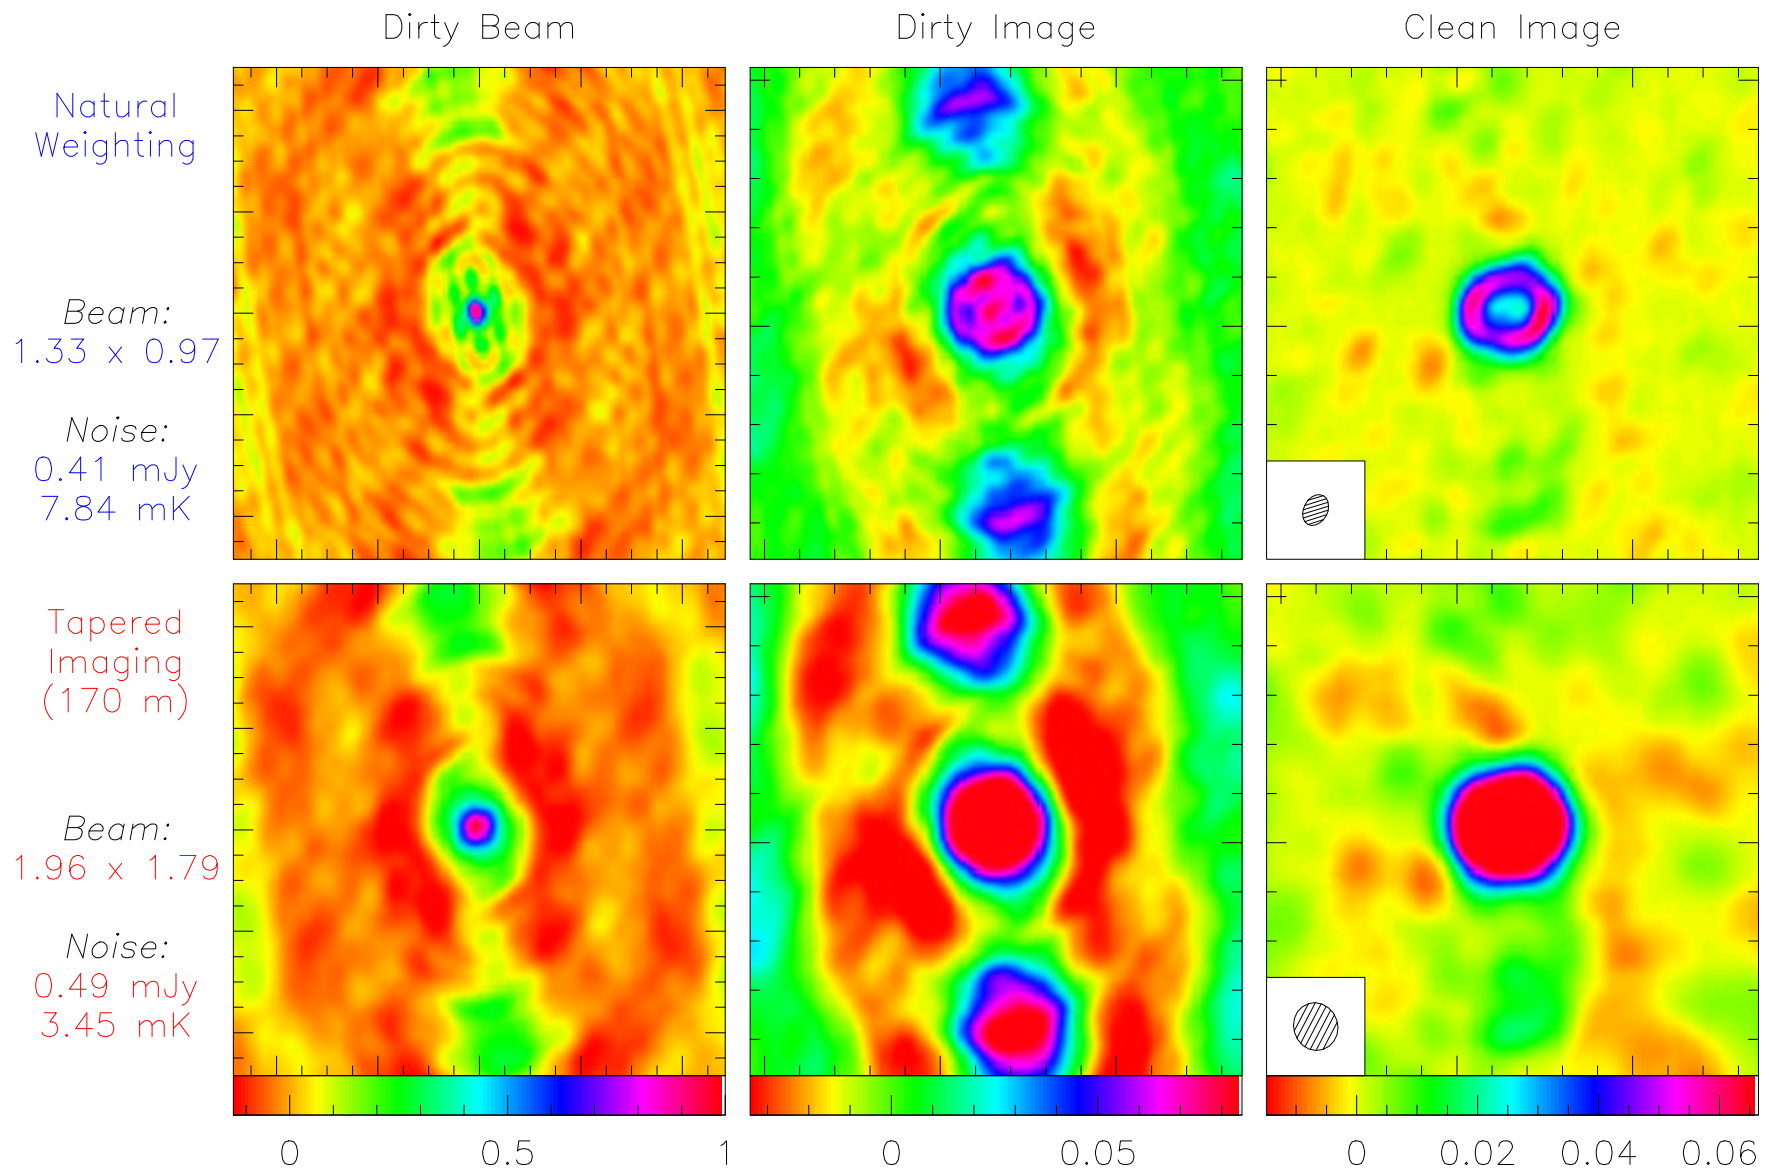 Dirty Beam
Dirty Image
Clean Image
Natural
Weighting
Beam:
1.33 x 0.97
Noise:
0.41 mJy
7.84 mK
Tapered
Imaging
(170 m)
Beam:
1.96 x 1.79
Noise:
0.49 mJy
3.45 mK
0 0.5 1
0 0.05
0 0.02 0.04 0.06